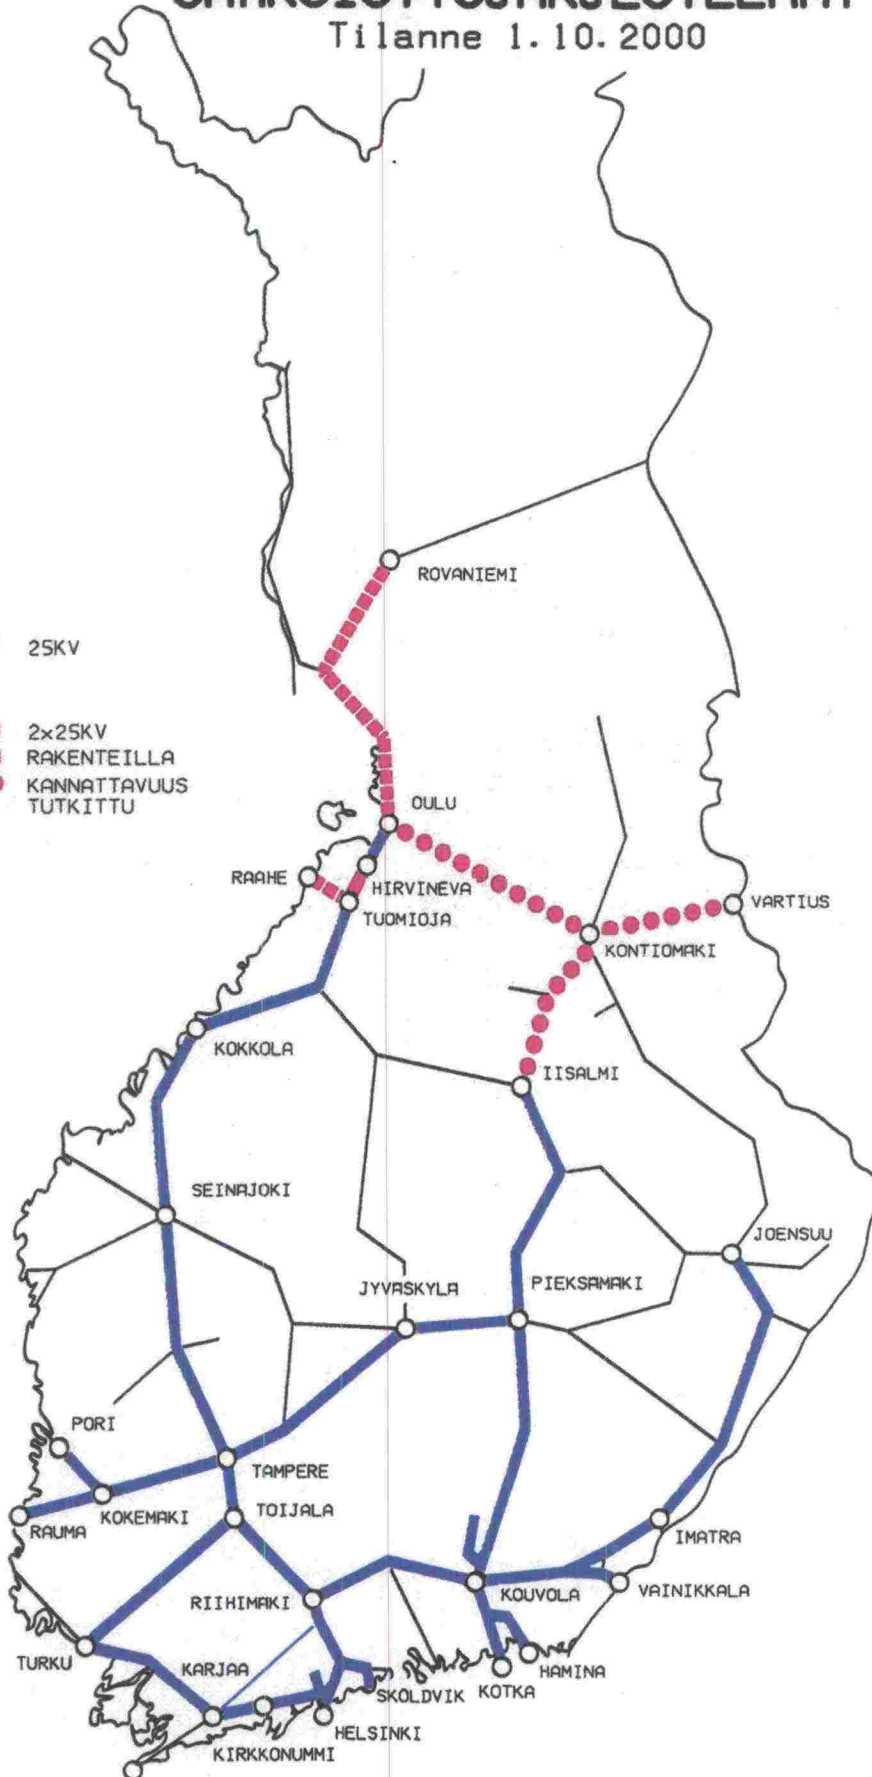 Tilanne 1.10.2000
ROVANIEMI
25KV
2x25KV
RAKENTEILLA
KANNATTAVUUS
TUTKITTU
OULU
RAAHE
HIRVINEVA
TUOMIOJA
VARTIUS
KONTIOMAKI
KOKKOLA
IISALMI
SEINAJOKI
JOENSUU
JYVASKYLA
PIEKSAMAKI
PORI
TAMPERE
KOKEMAKI
TOIJALA
RAUMA
IMATRA
RIIHIMAKI
KOUVOLA
VAINIKKALA
TURKU
KARJAA
SKOLDVIK
KOTKA
HAMINA
HELSINKI
KIRKKONUMMI